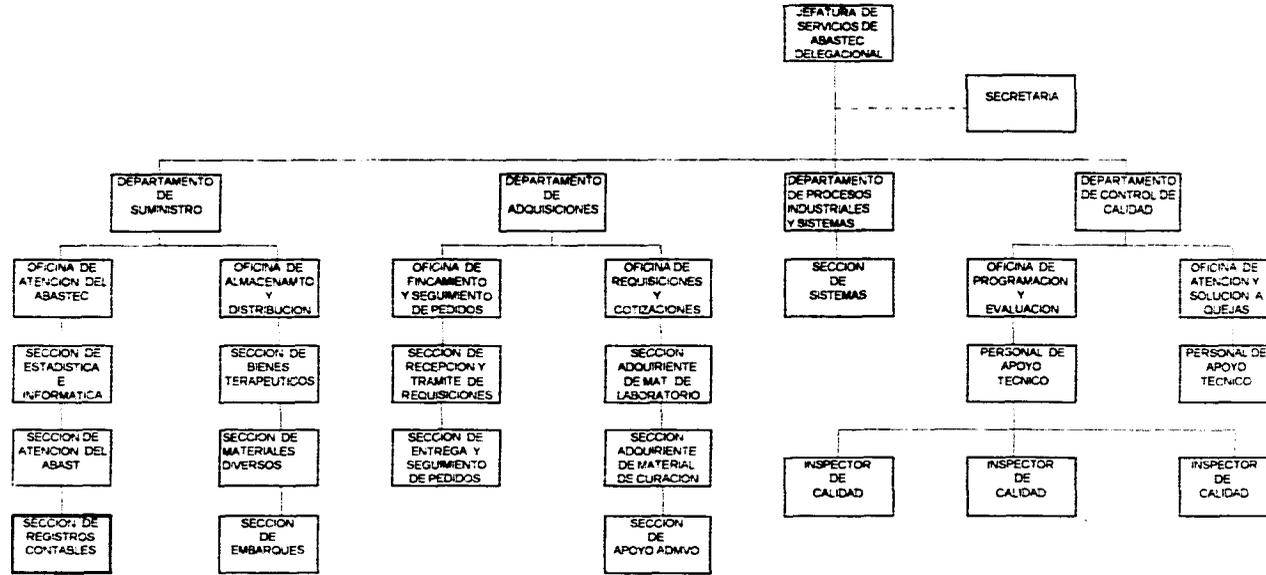 JEFATURA DE
SERVICIOS DE
ABASTEC
DELEGACIONAL
SECRETARIA
DEPARTAMENTO
DE
SUMINISTRO
DEPARTAMENTO
DE
ADQUISICIONES
DEPARTAMENTO
DE PROCESOS
INDUSTRIALES
Y SISTEMAS
DEPARTAMENTO
DE CONTROL DE
CALIDAD
OFICINA DE
ATENCION DEL
ABASTEC
OFICINA DE
ALMACENAMTO
Y
DISTRIBUCION
OFICINA DE
FINCAMIENTO
Y SEGUIMIENTO
DE PEDIDOS
OFICINA DE
REQUISICIONES
Y
COTIZACIONES
SECCION
DE
SISTEMAS
OFICINA DE
PROGRAMACION
Y
EVALUACION
OFICINA DE
ATENCION Y
SOLUCION A
QUEJAS
SECCION DE
ESTADISTICA
E
INFORMATICA
SECCION DE
BIENES
TERAPEUTICOS
SECCION DE
RECEPCION Y
TRAMITE DE
REQUISICIONES
SECCION
ADQUIRIENTE
DE MAT. DE
LABORATORIO
PERSONAL DE
APOYO
TECNICO
PERSONAL DE
APOYO
TECNICO
SECCION DE
ATENCION DEL
ABAST
SECCION DE
MATERIALES
DIVERSOS
SECCION DE
ENTREGA Y
SEGUIMIENTO
DE PEDIDOS
SECCION
ADQUIRIENTE
DE MATERIAL
DE CURACION
INSPECTOR
DE
CALIDAD
INSPECTOR
DE
CALIDAD
INSPECTOR
DE
CALIDAD
SECCION DE
REGISTROS
CONTABLES
SECCION
DE
EMBARQUES
SECCION
DE
APOYO ADMVO